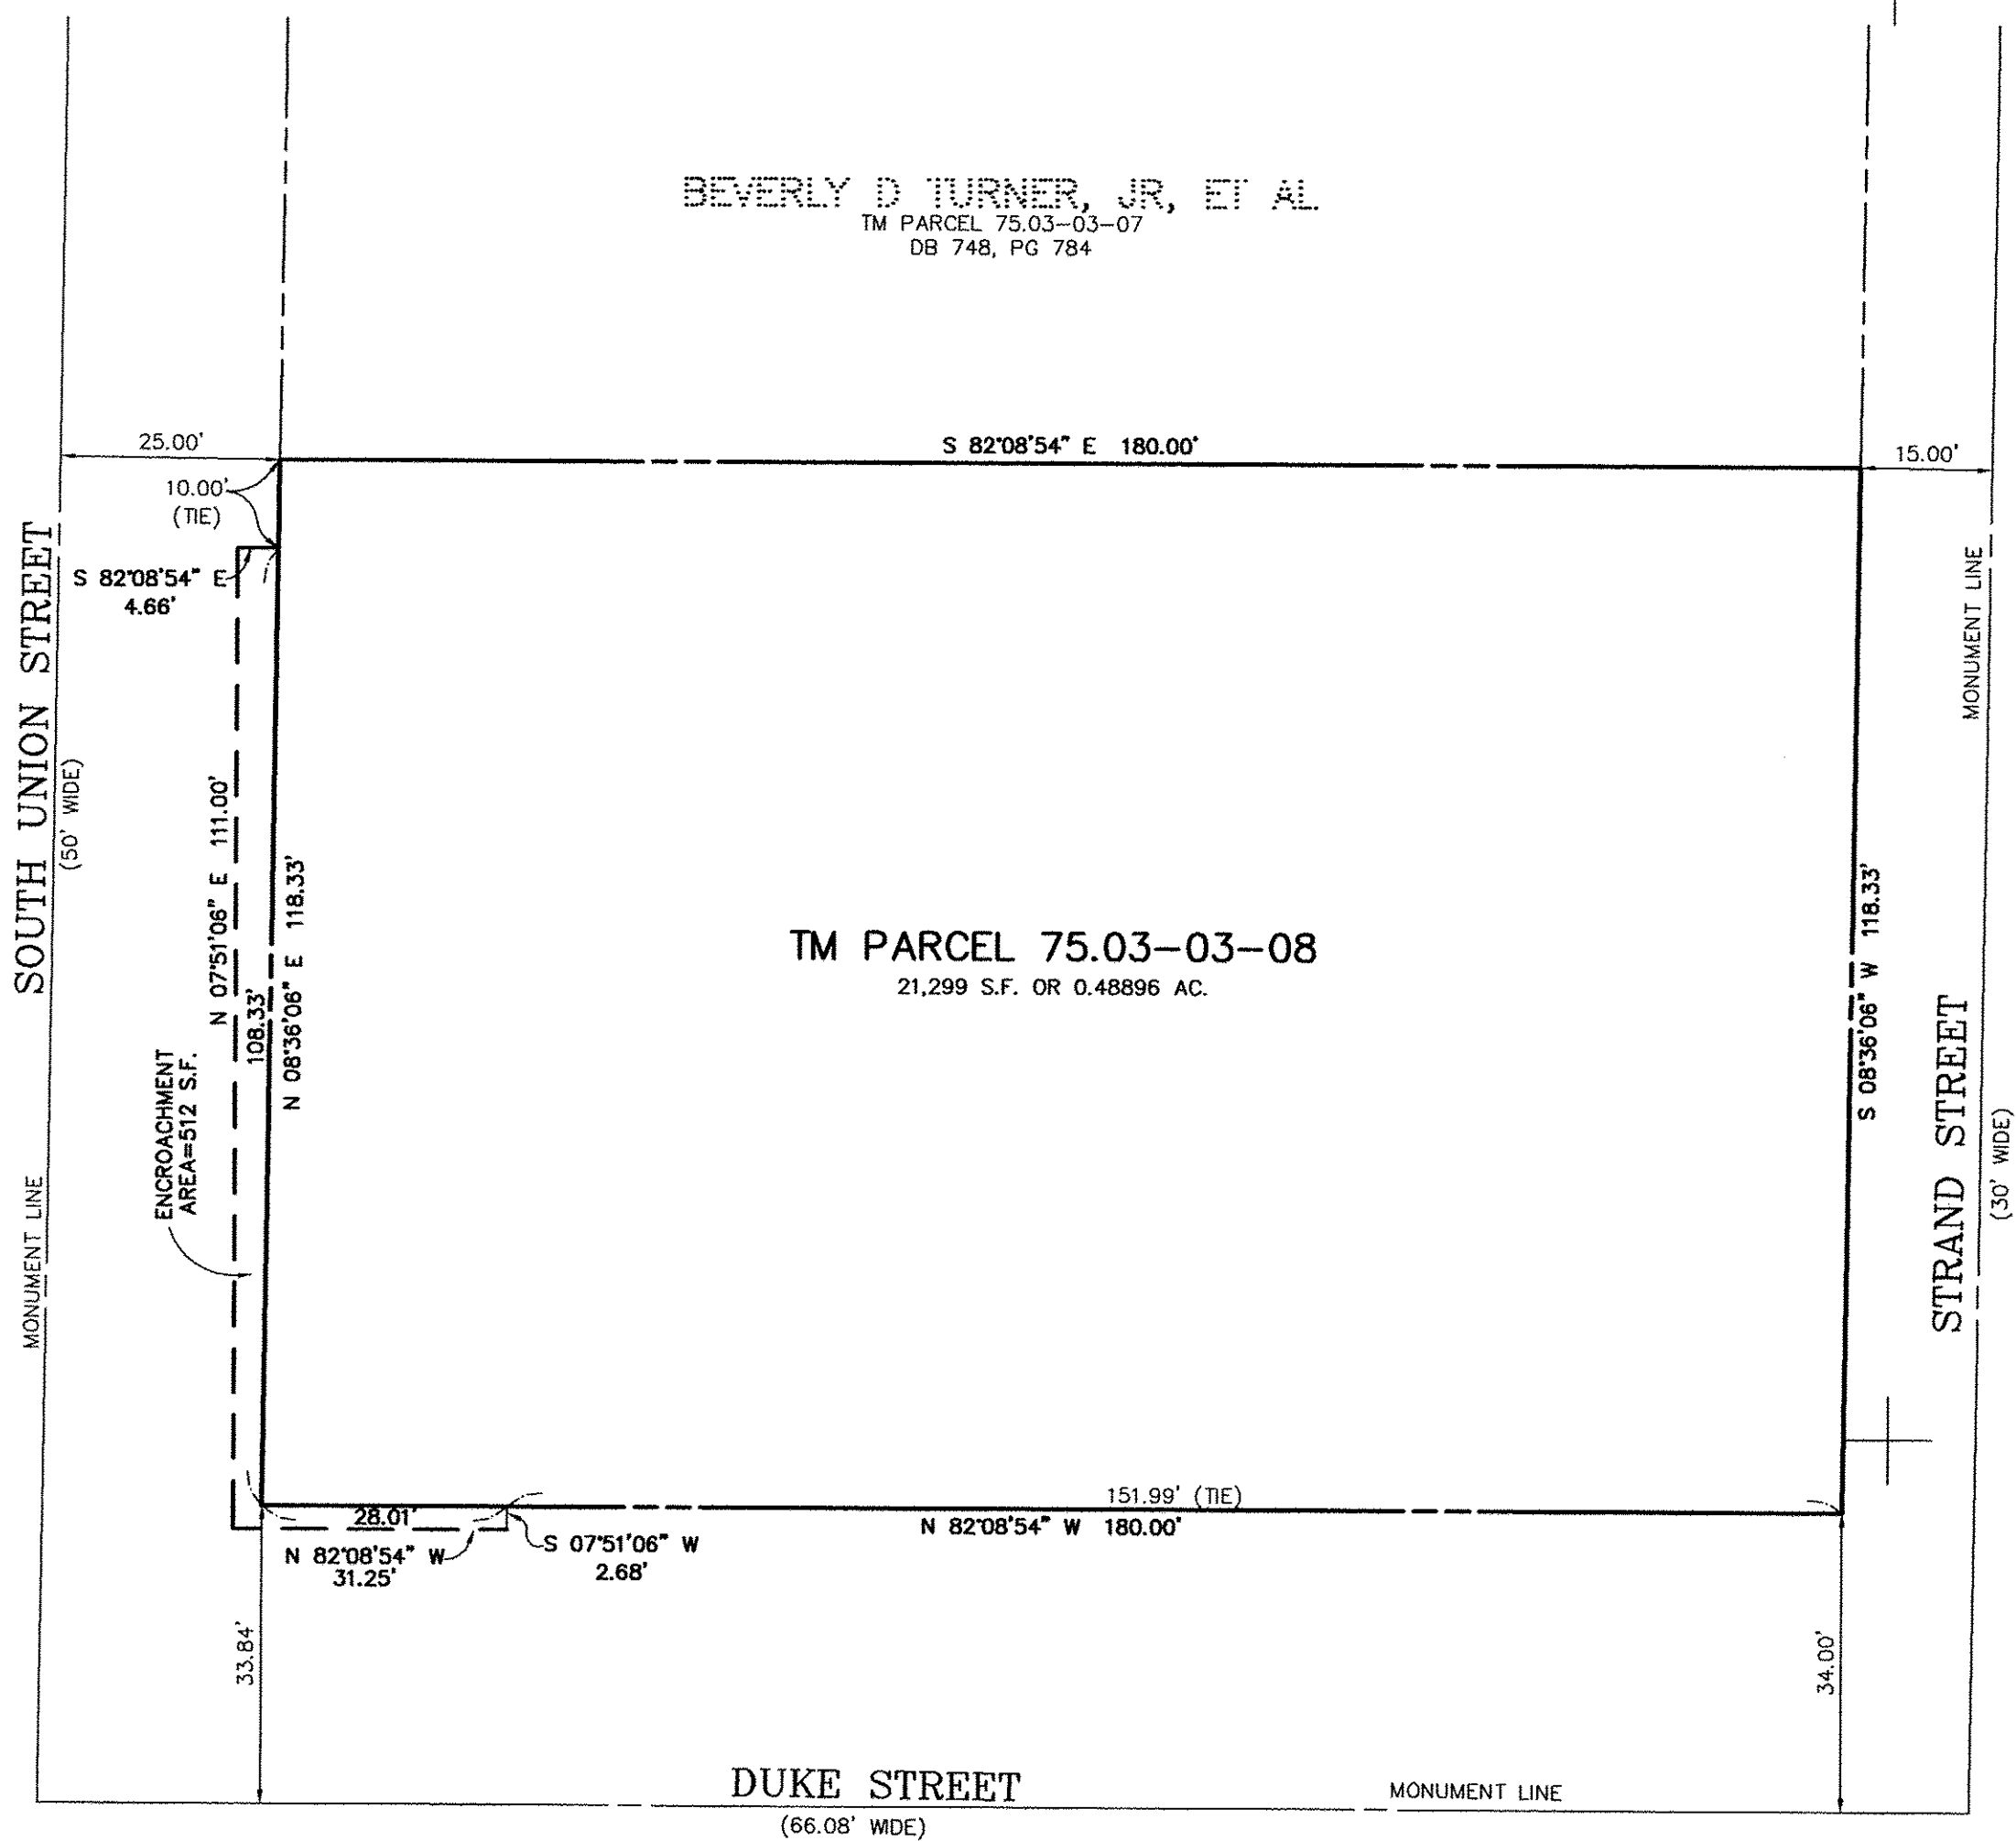 BEVERLY D TURNER, JR, ET AL.
TM PARCEL 75.03-03-07
DB 748, PG 784
25.00'
S 82°08'54" E 180.00'
15.00'
10.00'
(TIE)
S 82°08'54" E
4.66'
SOUTH UNION STREET
(50' WIDE)
MONUMENT LINE
N 07°51'06" E 111.00'
108.33'
N 08°36'06" E 118.33'
ENCROACHMENT
AREA=512 S.F.
TM PARCEL 75.03-03-08
21,299 S.F. OR 0.48896 AC.
S 08°36'06" W 118.33'
MONUMENT LINE
STRAND STREET
(30' WIDE)
28.01'
151.99' (TIE)
N 82°08'54" W 180.00'
N 82°08'54" W
31.25'
S 07°51'06" W
2.68'
33.84'
34.00'
DUKE STREET
(66.08' WIDE)
MONUMENT LINE